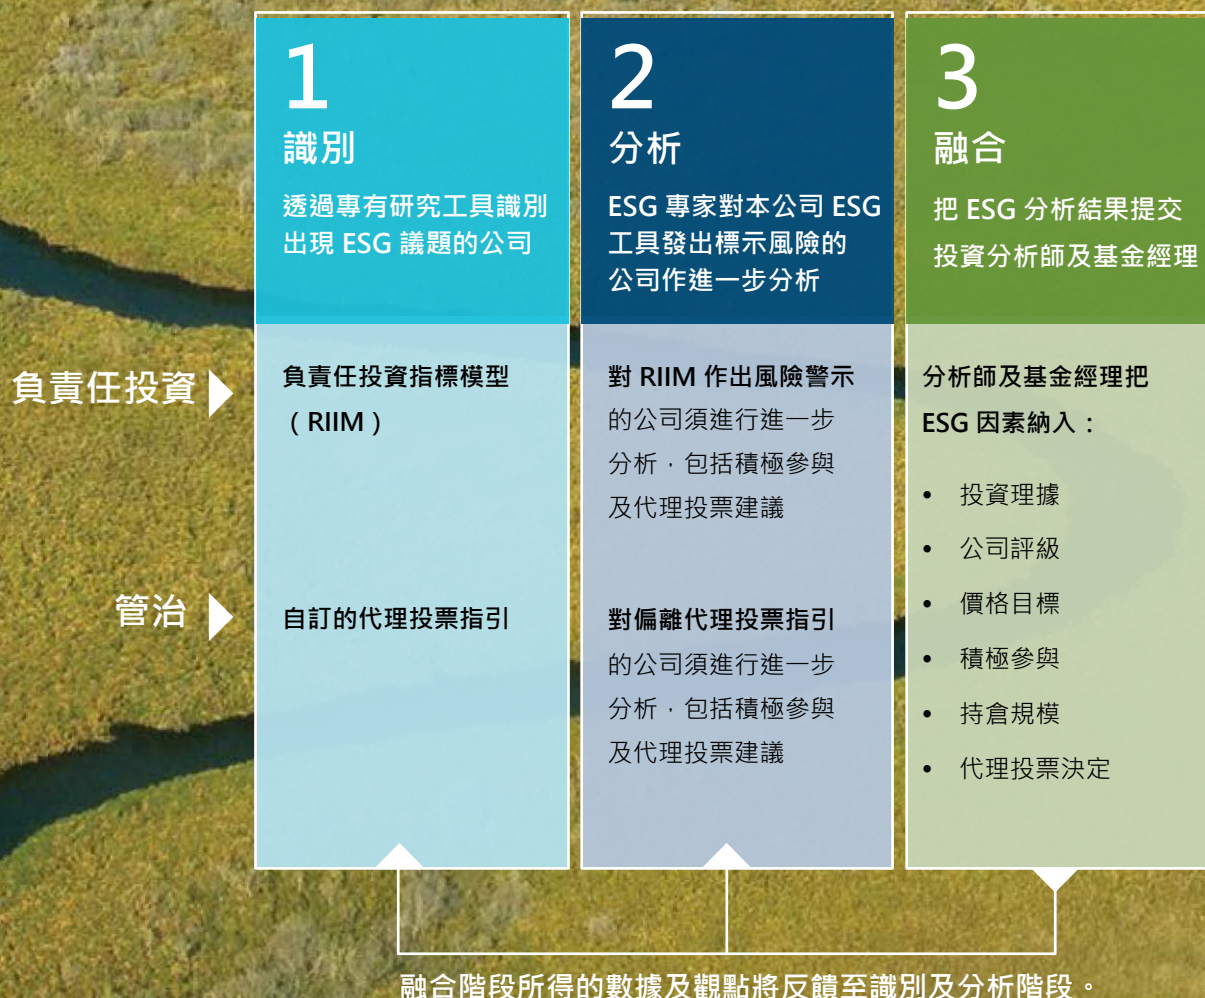 1
識別
透過專有研究工具識別
出現 ESG 議題的公司
2
分析
ESG 專家對本公司 ESG
工具發出標示風險的
公司作進一步分析
3
融合
把 ESG 分析結果提交
投資分析師及基金經理
負責任投資
負責任投資指標模型
（RIIM）
對 RIIM 作出風險警示
的公司須進行進一步
分析，包括積極參與
及代理投票建議
管治
自訂的代理投票指引
對偏離代理投票指引
的公司須進行進一步
分析，包括積極參與
及代理投票建議
分析師及基金經理把
ESG 因素納入：
• 投資理據
• 公司評級
• 價格目標
• 積極參與
• 持倉規模
• 代理投票決定
融合階段所得的數據及觀點將反饋至識別及分析階段。